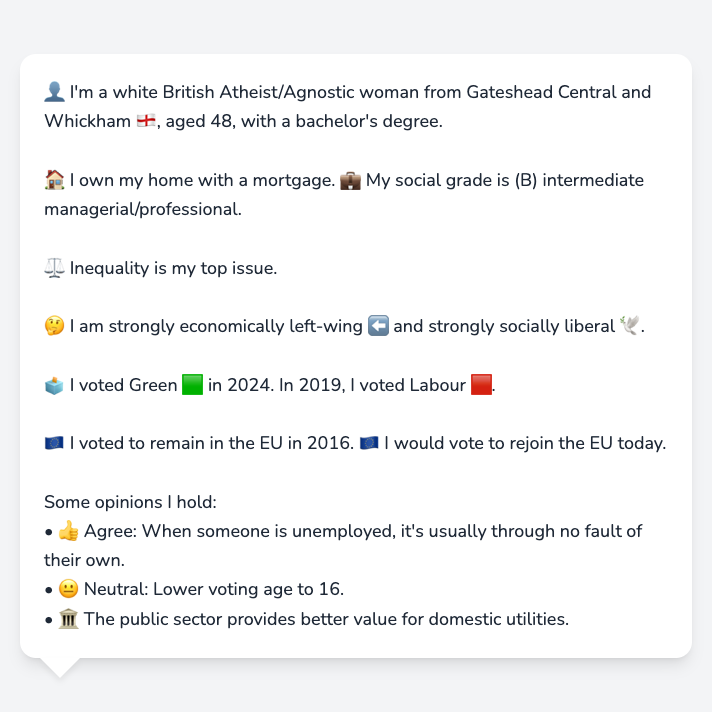 👤 I'm a white British Atheist/Agnostic woman from Gateshead Central and
Whickham 🏴󠁧󠁢󠁥󠁮󠁧󠁿, aged 48, with a bachelor's degree.
🏠 I own my home with a mortgage. 💼 My social grade is (B) intermediate
managerial/professional.
⚖️ Inequality is my top issue.
🤔 I am strongly economically left-wing ⬅️ and strongly socially liberal 🕊️.
🗳️ I voted Green 🟩 in 2024. In 2019, I voted Labour 🟥.
🇪🇺 I voted to remain in the EU in 2016. 🇪🇺 I would vote to rejoin the EU today.
Some opinions I hold:
• 👍 Agree: When someone is unemployed, it's usually through no fault of
their own.
• 😐 Neutral: Lower voting age to 16.
• 🏛️ The public sector provides better value for domestic utilities.